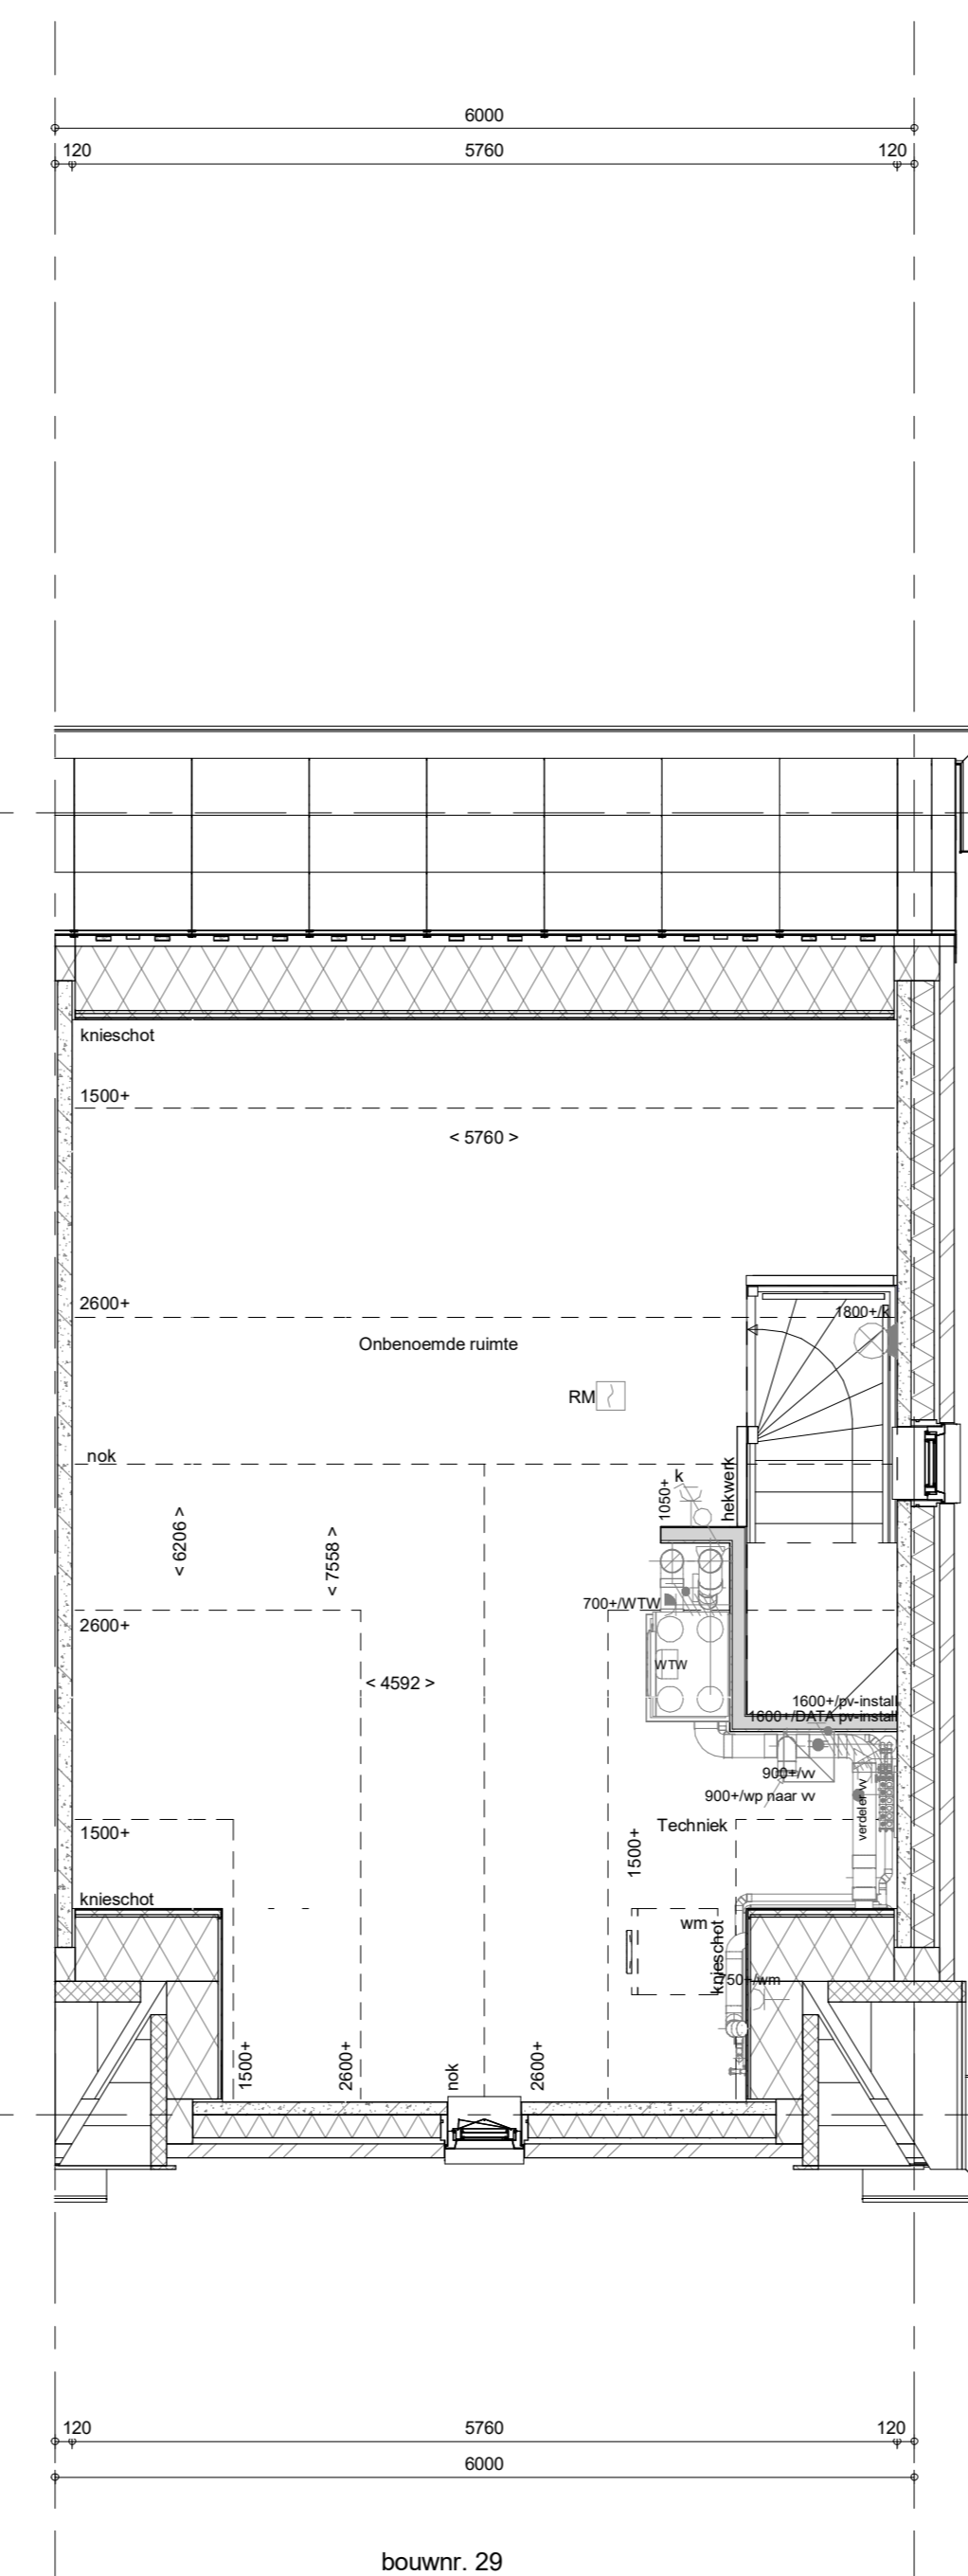 6000
120 5760 120
knieschot
1500+
< 5760 >
2600+
1800+/k
Onbenoemde ruimte
RM
nok
k
1050+
hekwerk
< 6206 >
< 7558 >
700+/WTW
2600+
WTW
< 4592 >
1600+/pv-install
1600+/DATA pv-install
900+/vv
900+/wp naar vv
verdeler vv
Techniek
1500+
1500+
knieschot
wm
knieschot
750+/wm
1500+
2600+
nok
2600+
120 5760 120
6000
bouwnr. 29